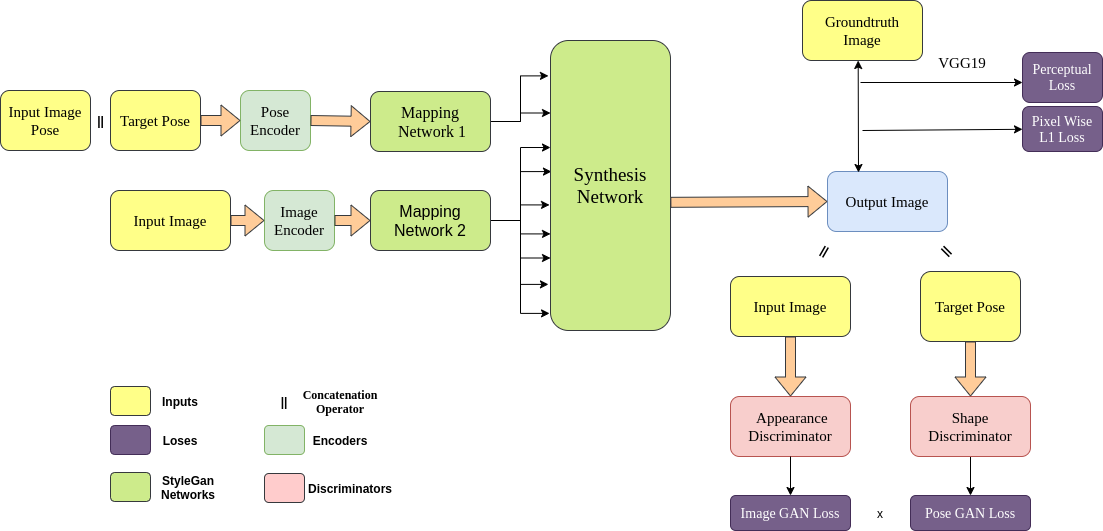 Groundtruth
Image
VGG19
Perceptual
Loss
Pixel Wise
L1 Loss
Input Image
Pose
||
Target Pose
Pose
Encoder
Mapping
Network 1
Synthesis
Network
Input Image
Image
Encoder
Mapping
Network 2
Output Image
||
||
Input Image
Target Pose
Appearance
Discriminator
Shape
Discriminator
Image GAN Loss
x
Pose GAN Loss
Inputs
||
Concatenation
Operator
Loses
Encoders
StyleGan
Networks
Discriminators